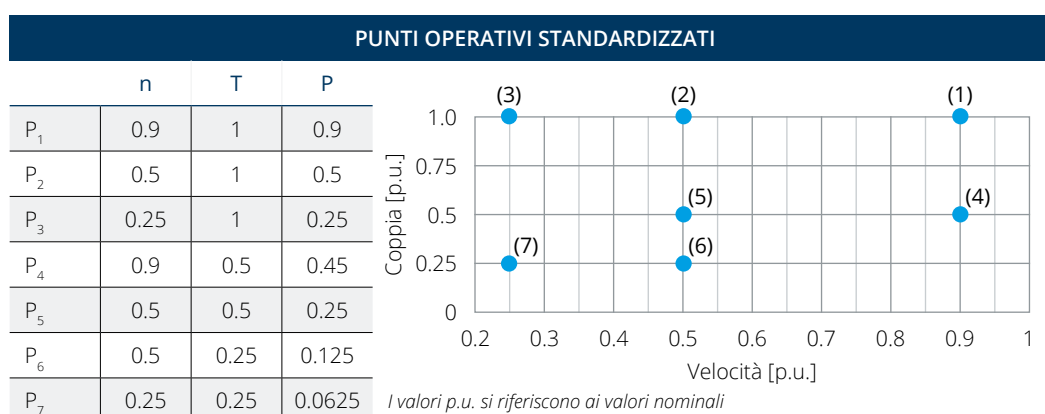 PUNTI OPERATIVI STANDARDIZZATI
n T P
P1 0.9 1 0.9
P2 0.5 1 0.5
P3 0.25 1 0.25
P4 0.9 0.5 0.45
P5 0.5 0.5 0.25
P6 0.5 0.25 0.125
P7 0.25 0.25 0.0625
(3) (2) (1)
1.0
0.75
(5) (4)
0.5
(7) (6)
0.25
0
Coppia [p.u.]
0.2 0.3 0.4 0.5 0.6 0.7 0.8 0.9 1
Velocità [p.u.]
I valori p.u. si riferiscono ai valori nominali